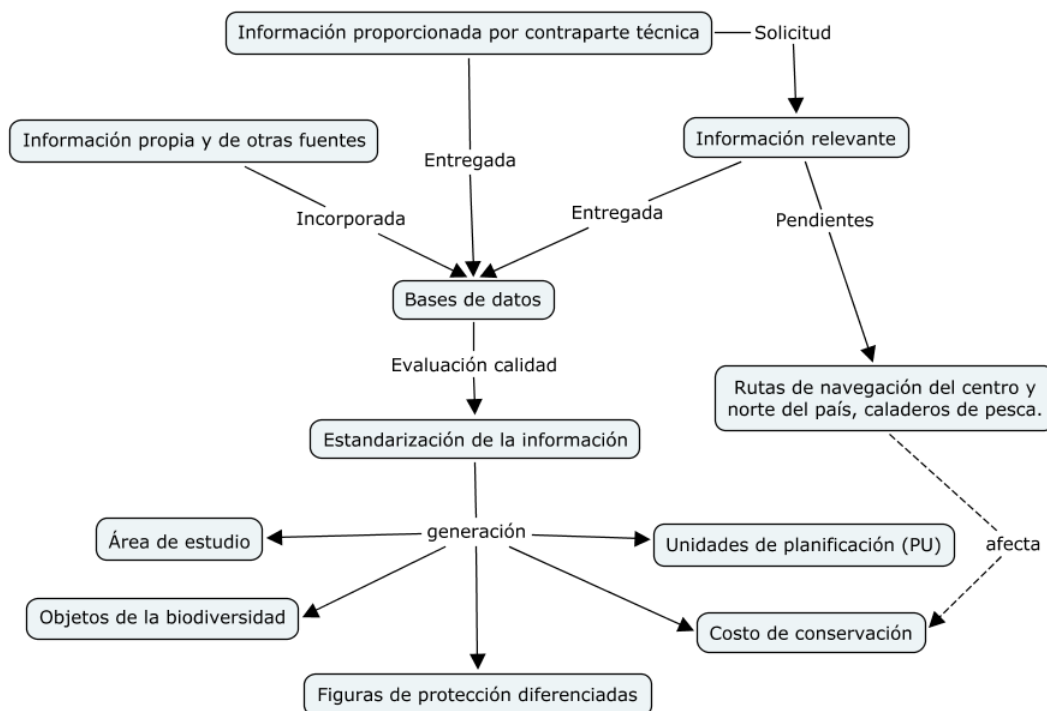 Información proporcionada por contraparte técnica
Solicitud
Información propia y de otras fuentes
Información relevante
Entregada
Incorporada
Entregada
Pendientes
Bases de datos
Evaluación calidad
Rutas de navegación del centro y
norte del país, caladeros de pesca.
Estandarización de la información
generación
Área de estudio
Unidades de planificación (PU)
afecta
Objetos de la biodiversidad
Costo de conservación
Figuras de protección diferenciadas